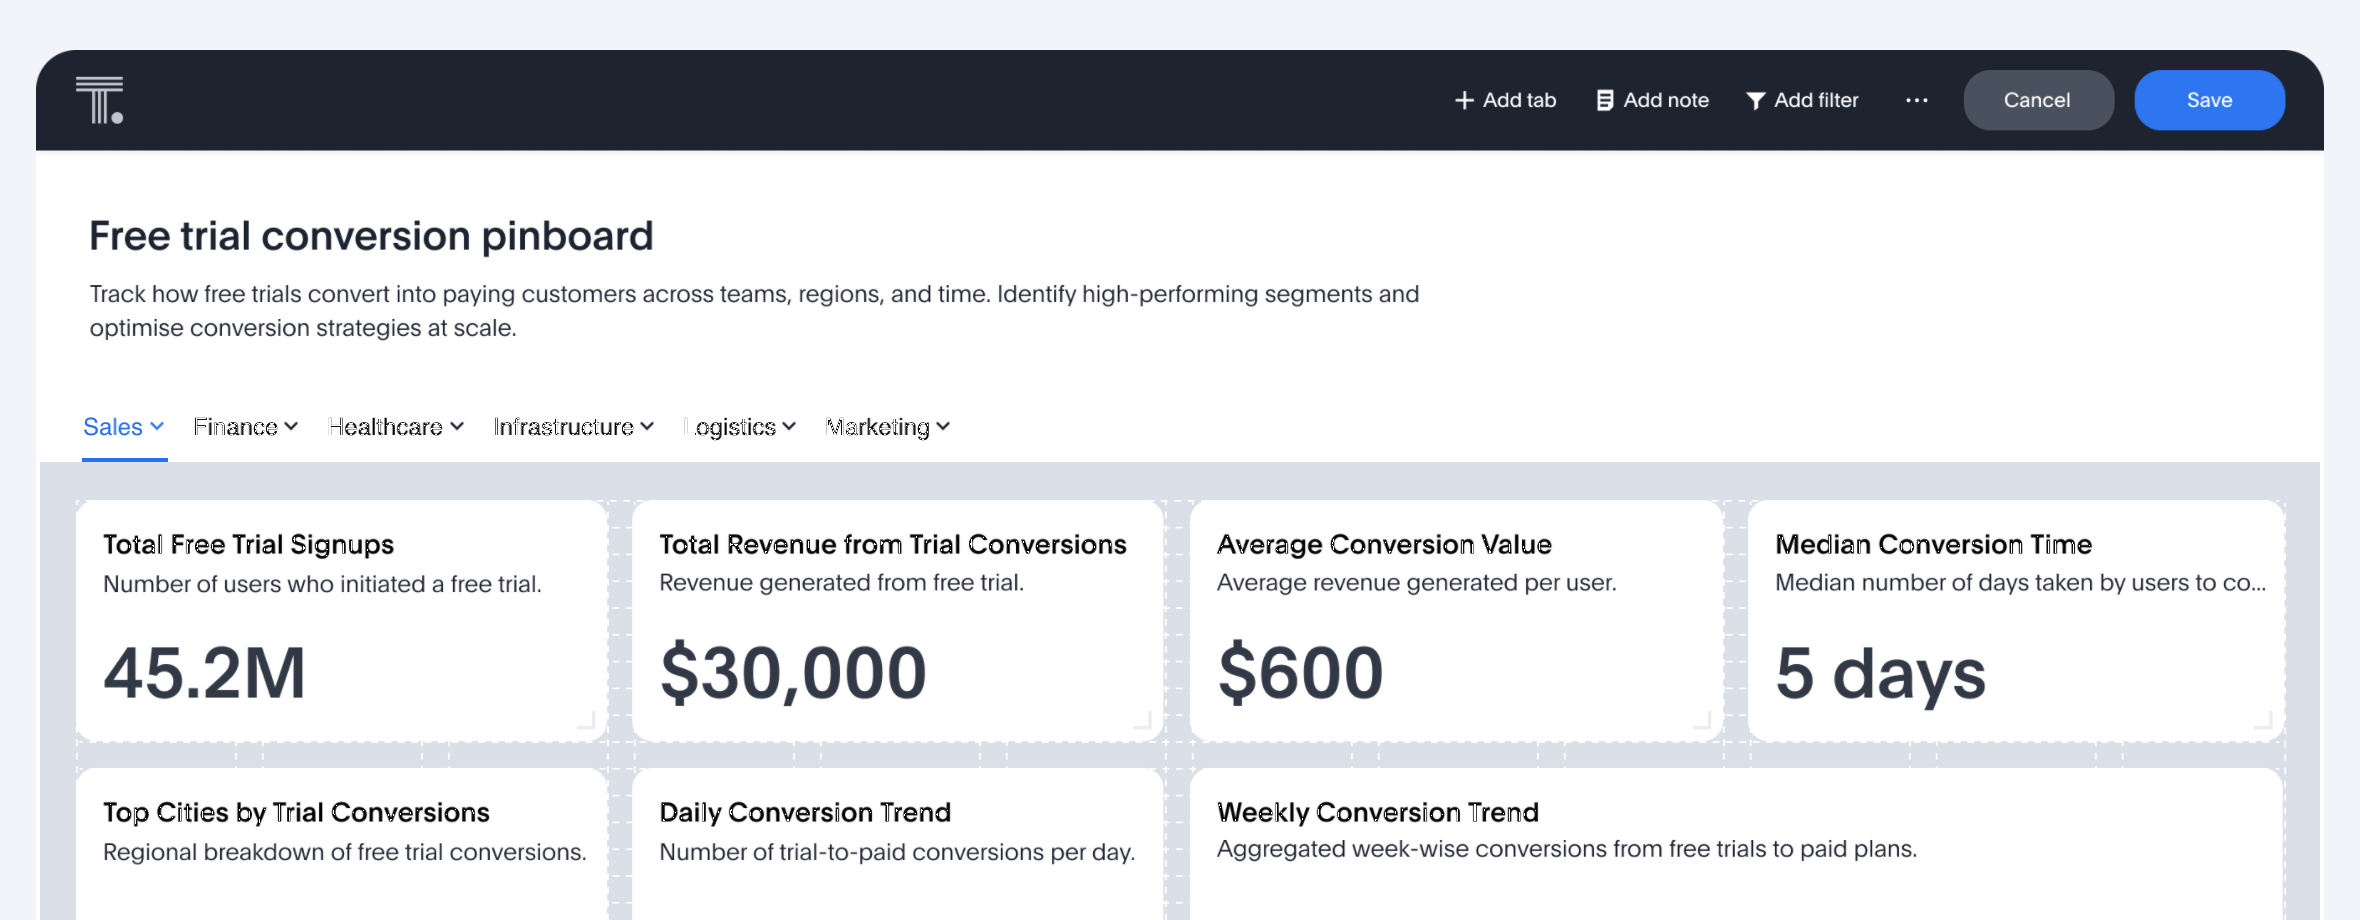 T.
Add tab
Add note
Add filter
Cancel
Save
Free trial conversion pinboard
Track how free trials convert into paying customers across teams, regions, and time. Identify high-performing segments and
optimise conversion strategies at scale.
Sales
Finance
Healthcare
Infrastructure
Logistics
Marketing
Total Free Trial Signups
Number of users who initiated a free trial.
45.2M
Total Revenue from Trial Conversions
Revenue generated from free trial.
$30,000
Average Conversion Value
Average revenue generated per user.
$600
Median Conversion Time
Median number of days taken by users to co...
5 days
Top Cities by Trial Conversions
Regional breakdown of free trial conversions.
Daily Conversion Trend
Number of trial-to-paid conversions per day.
Weekly Conversion Trend
Aggregated week-wise conversions from free trials to paid plans.